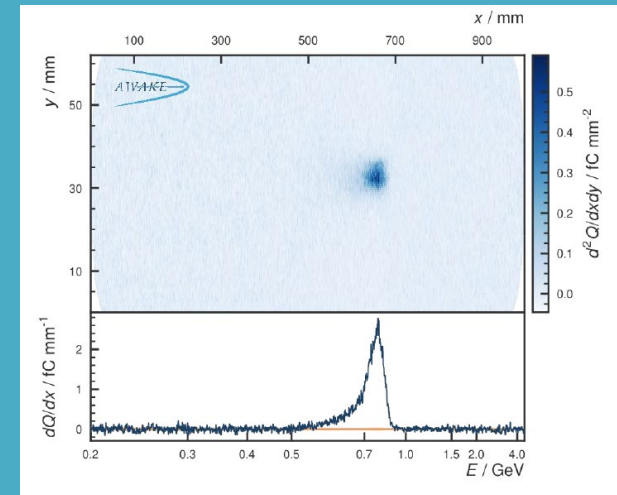 x / mm
100 300 500 700 900
y / mm
AWAKE
50
30
10
0.5
0.4
0.3
0.2
0.1
0.0
d²Q/dxdy / fC mm⁻²
dQ/dx / fC mm⁻¹
2
1
0
0.2 0.3 0.4 0.5 0.7 1.0 1.5 2.0 4.0
E / GeV